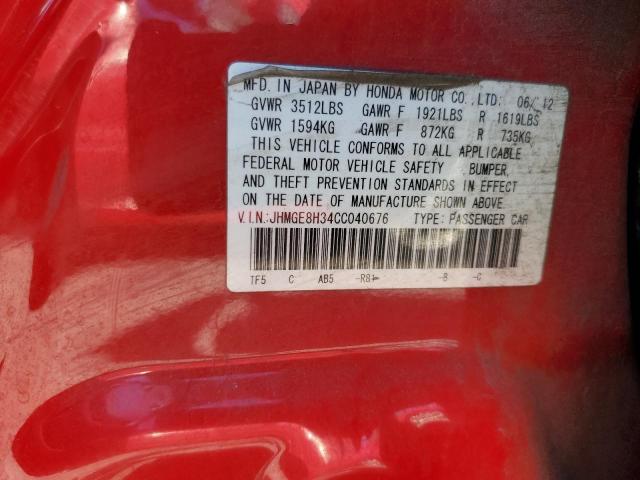 MFD. IN JAPAN BY HONDA MOTOR CO., LTD. 06/12
GVWR 3512LBS GAWR F 1921LBS R 1619LBS
GVWR 1594KG GAWR F 872KG R 735KG
THIS VEHICLE CONFORMS TO ALL APPLICABLE
FEDERAL MOTOR VEHICLE SAFETY , BUMPER,
AND THEFT PREVENTION STANDARDS IN EFFECT
ON THE DATE OF MANUFACTURE SHOWN ABOVE.
V.I.N.:JHMGE8H34CC040676 TYPE: PASSENGER CAR
TF5 C AB5 -R81- -B -C